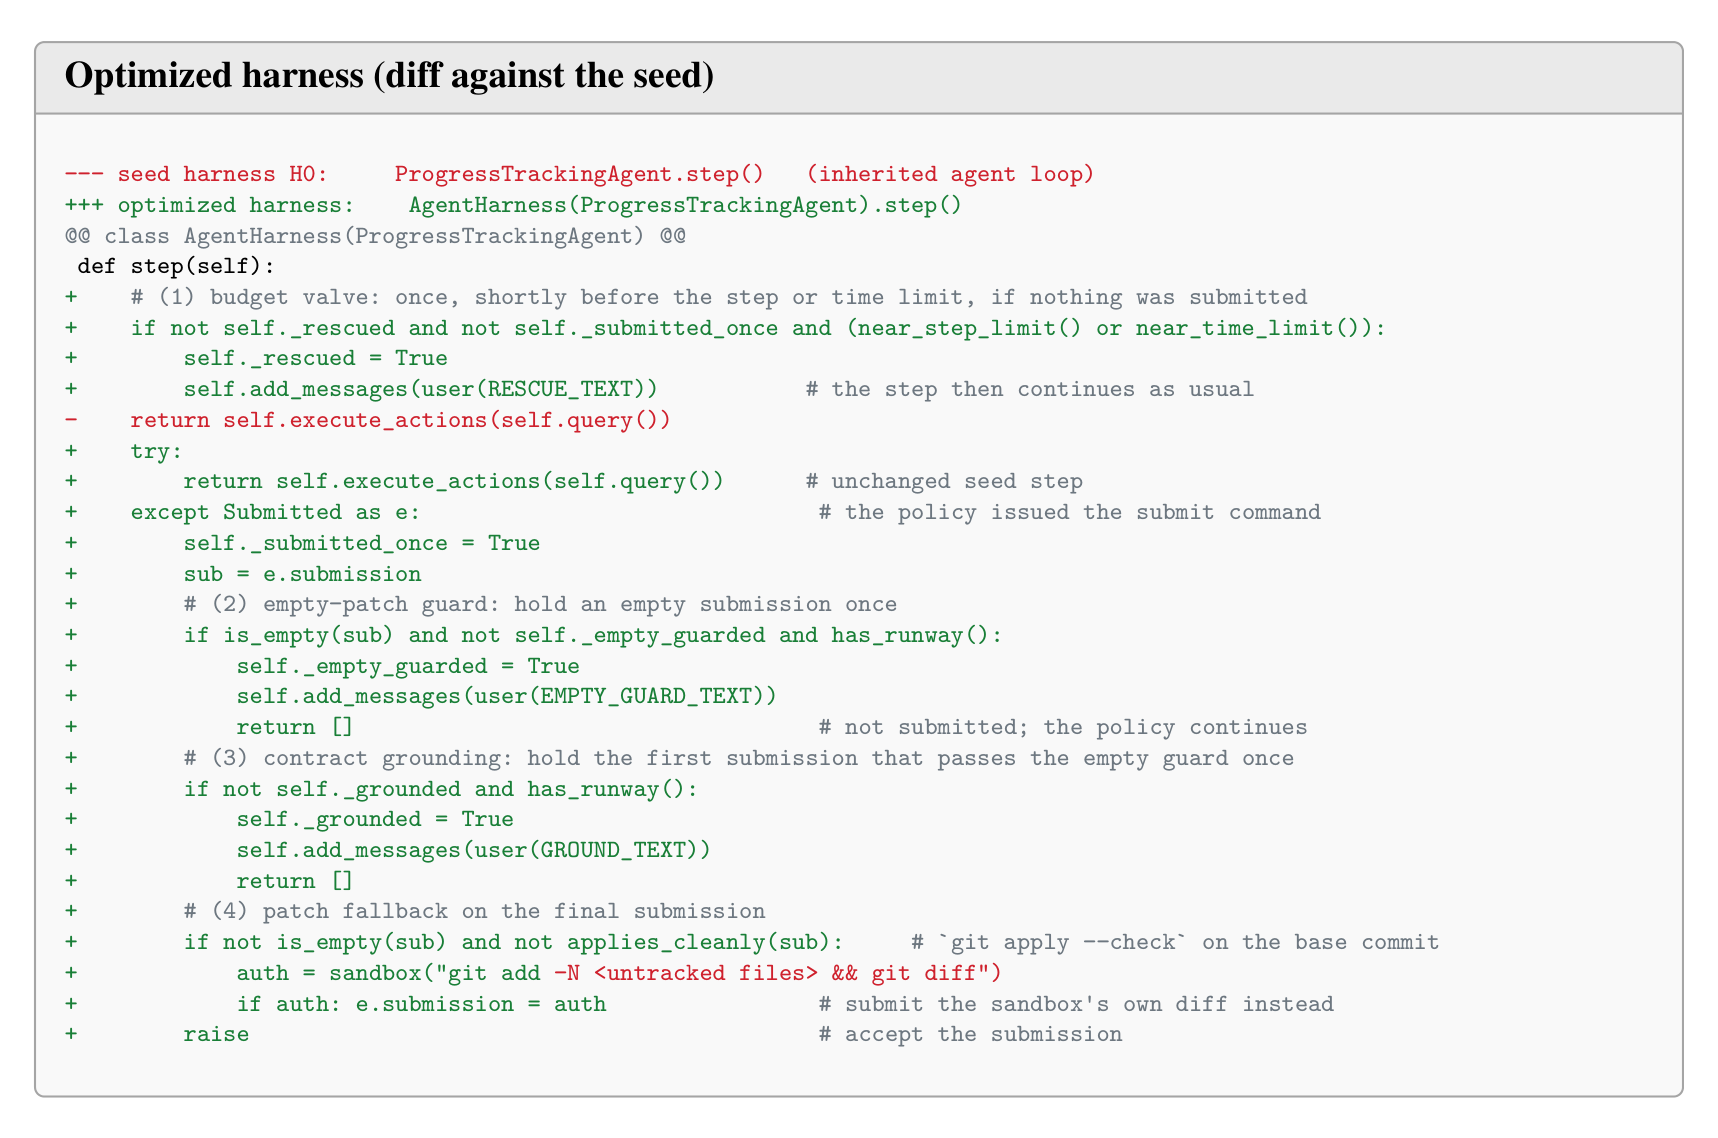 Optimized harness (diff against the seed)
--- seed harness H0:     ProgressTrackingAgent.step()   (inherited agent loop)
+++ optimized harness:    AgentHarness(ProgressTrackingAgent).step()
@@ class AgentHarness(ProgressTrackingAgent) @@
 def step(self):
+    # (1) budget valve: once, shortly before the step or time limit, if nothing was submitted
+    if not self._rescued and not self._submitted_once and (near_step_limit() or near_time_limit()):
+        self._rescued = True
+        self.add_messages(user(RESCUE_TEXT))           # the step then continues as usual
-    return self.execute_actions(self.query())
+    try:
+        return self.execute_actions(self.query())      # unchanged seed step
+    except Submitted as e:                              # the policy issued the submit command
+        self._submitted_once = True
+        sub = e.submission
+        # (2) empty-patch guard: hold an empty submission once
+        if is_empty(sub) and not self._empty_guarded and has_runway():
+            self._empty_guarded = True
+            self.add_messages(user(EMPTY_GUARD_TEXT))
+            return []                                   # not submitted; the policy continues
+        # (3) contract grounding: hold the first submission that passes the empty guard once
+        if not self._grounded and has_runway():
+            self._grounded = True
+            self.add_messages(user(GROUND_TEXT))
+            return []
+        # (4) patch fallback on the final submission
+        if not is_empty(sub) and not applies_cleanly(sub):     # `git apply --check` on the base commit
+            auth = sandbox("git add -N <untracked files> && git diff")
+            if auth: e.submission = auth                # submit the sandbox's own diff instead
+        raise                                           # accept the submission